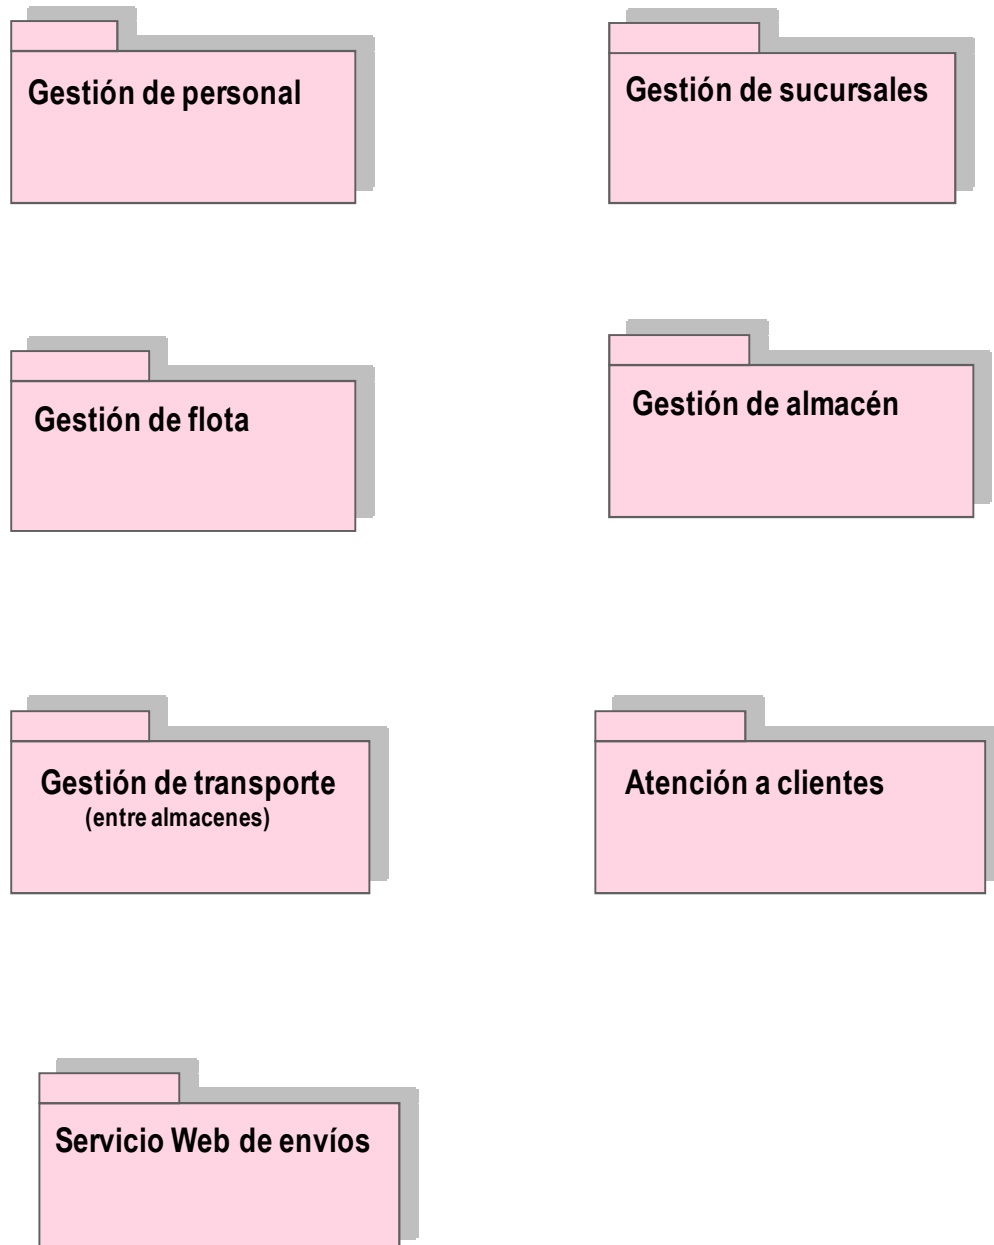 Gestión de personal
Gestión de sucursales
Gestión de flota
Gestión de almacén
Gestión de transporte
(entre almacenes)
Atención a clientes
Servicio Web de envíos